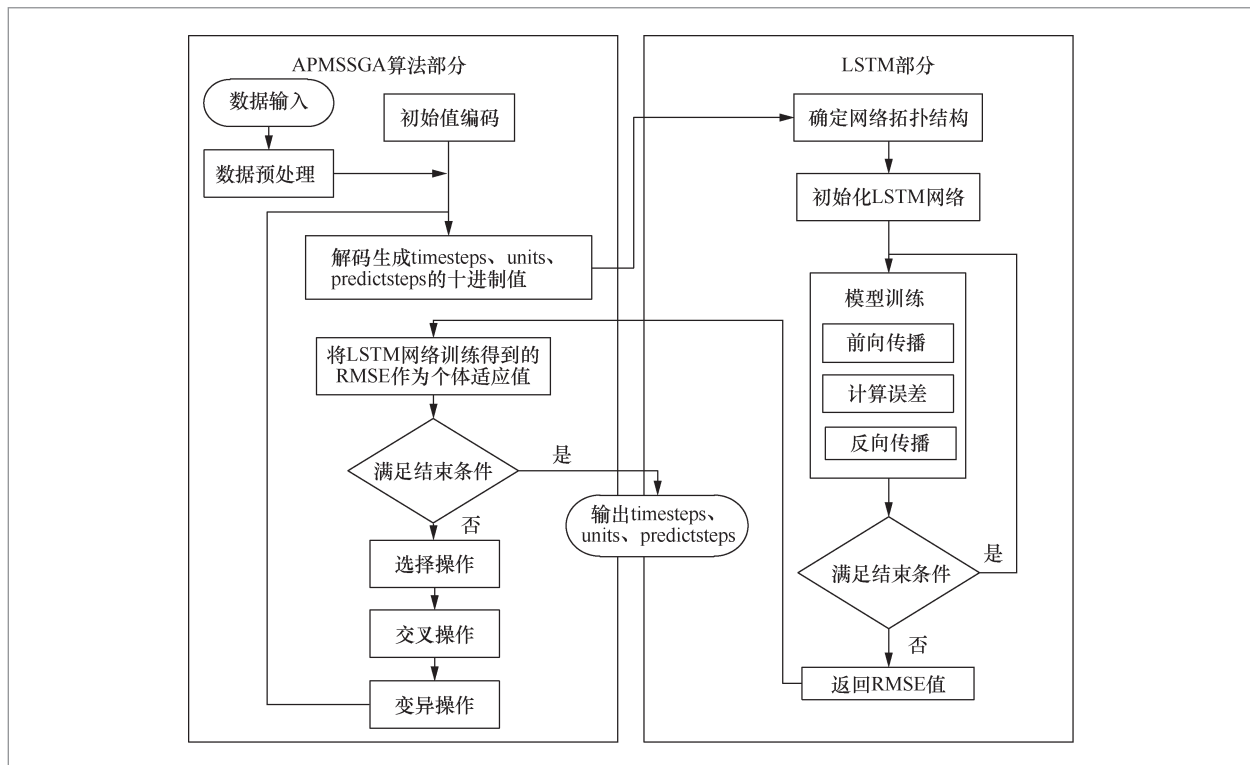 APMSSGA算法部分
数据输入
初始值编码
数据预处理
解码生成timesteps、units、
predictsteps的十进制值
将LSTM网络训练得到的
RMSE作为个体适应值
满足结束条件
是
否
输出timesteps、
units、predictsteps
选择操作
交叉操作
变异操作
LSTM部分
确定网络拓扑结构
初始化LSTM网络
模型训练
前向传播
计算误差
反向传播
满足结束条件
是
否
返回RMSE值